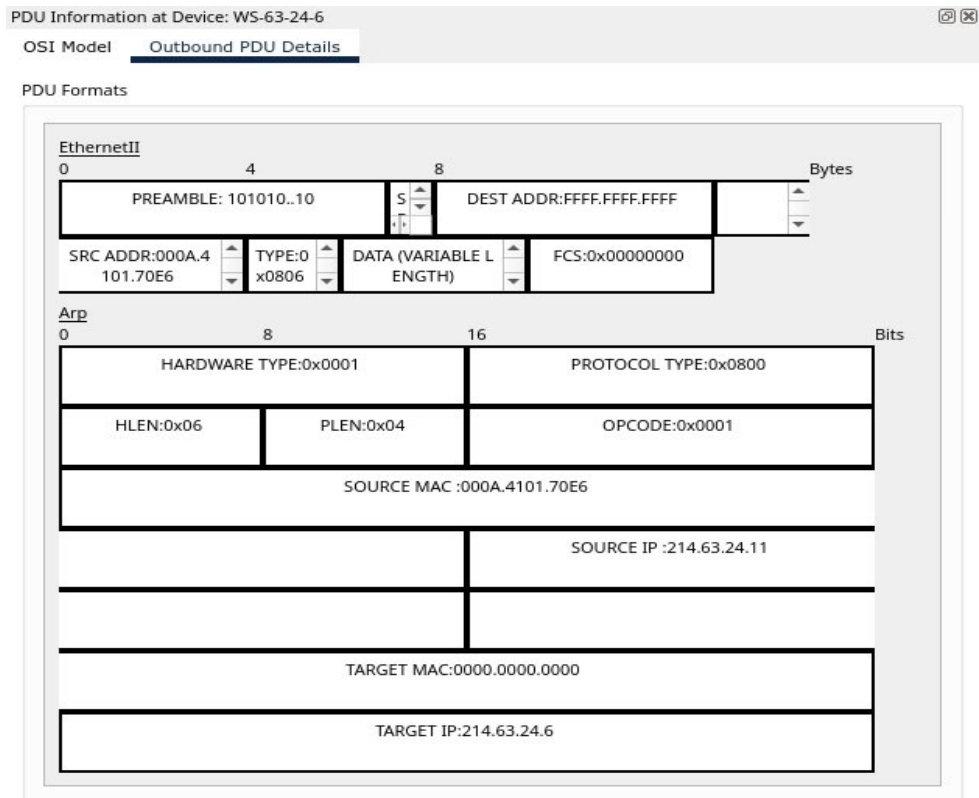 PDU Information at Device: WS-63-24-6
OSI Model Outbound PDU Details
PDU Formats
EthernetII
0 4 8 Bytes
PREAMBLE: 101010..10 S DEST ADDR:FFFF.FFFF.FFFF
SRC ADDR:000A.4 TYPE:0 DATA (VARIABLE L FCS:0x00000000
101.70E6 x0806 ENGTH)
Arp
0 8 16 Bits
HARDWARE TYPE:0x0001 PROTOCOL TYPE:0x0800
HLEN:0x06 PLEN:0x04 OPCODE:0x0001
SOURCE MAC :000A.4101.70E6
SOURCE IP :214.63.24.11
TARGET MAC:0000.0000.0000
TARGET IP:214.63.24.6